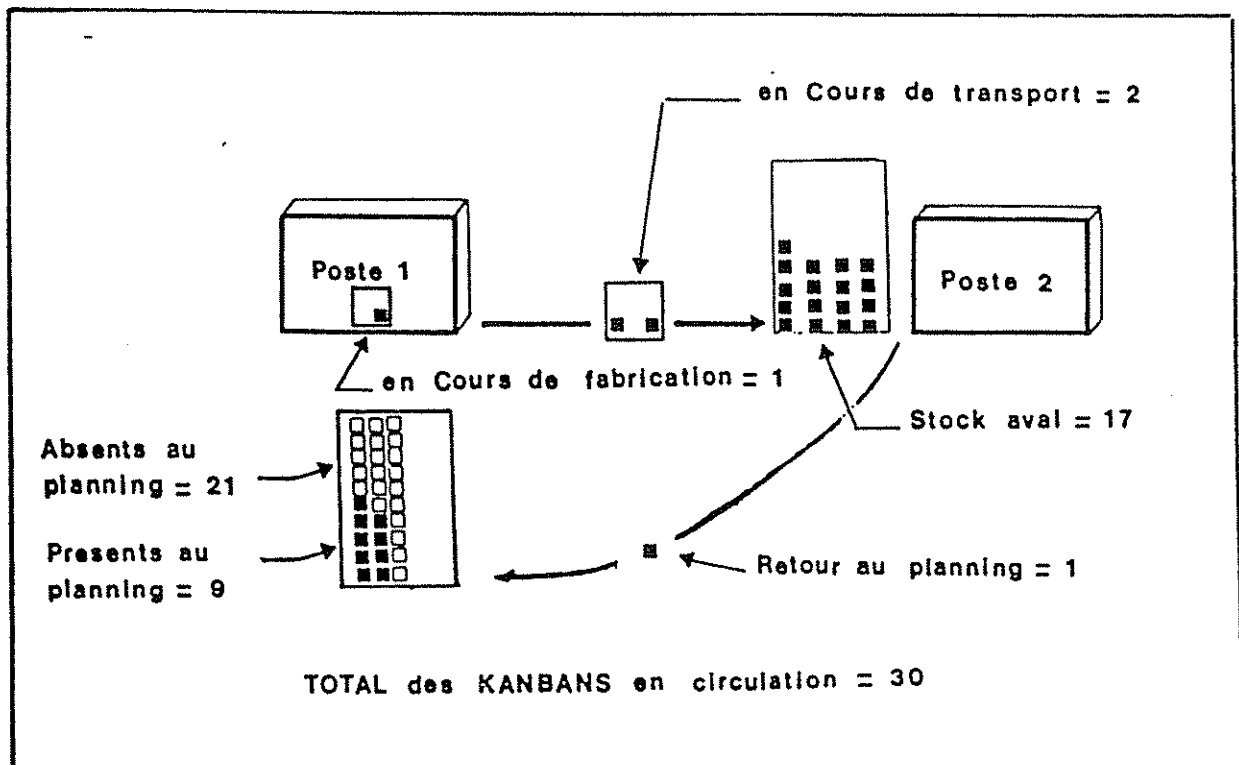 en Cours de transport = 2
Poste 1
Poste 2
en Cours de fabrication = 1
Stock aval = 17
Absents au
planning = 21
Presents au
planning = 9
Retour au planning = 1
TOTAL des KANBANS en circulation = 30